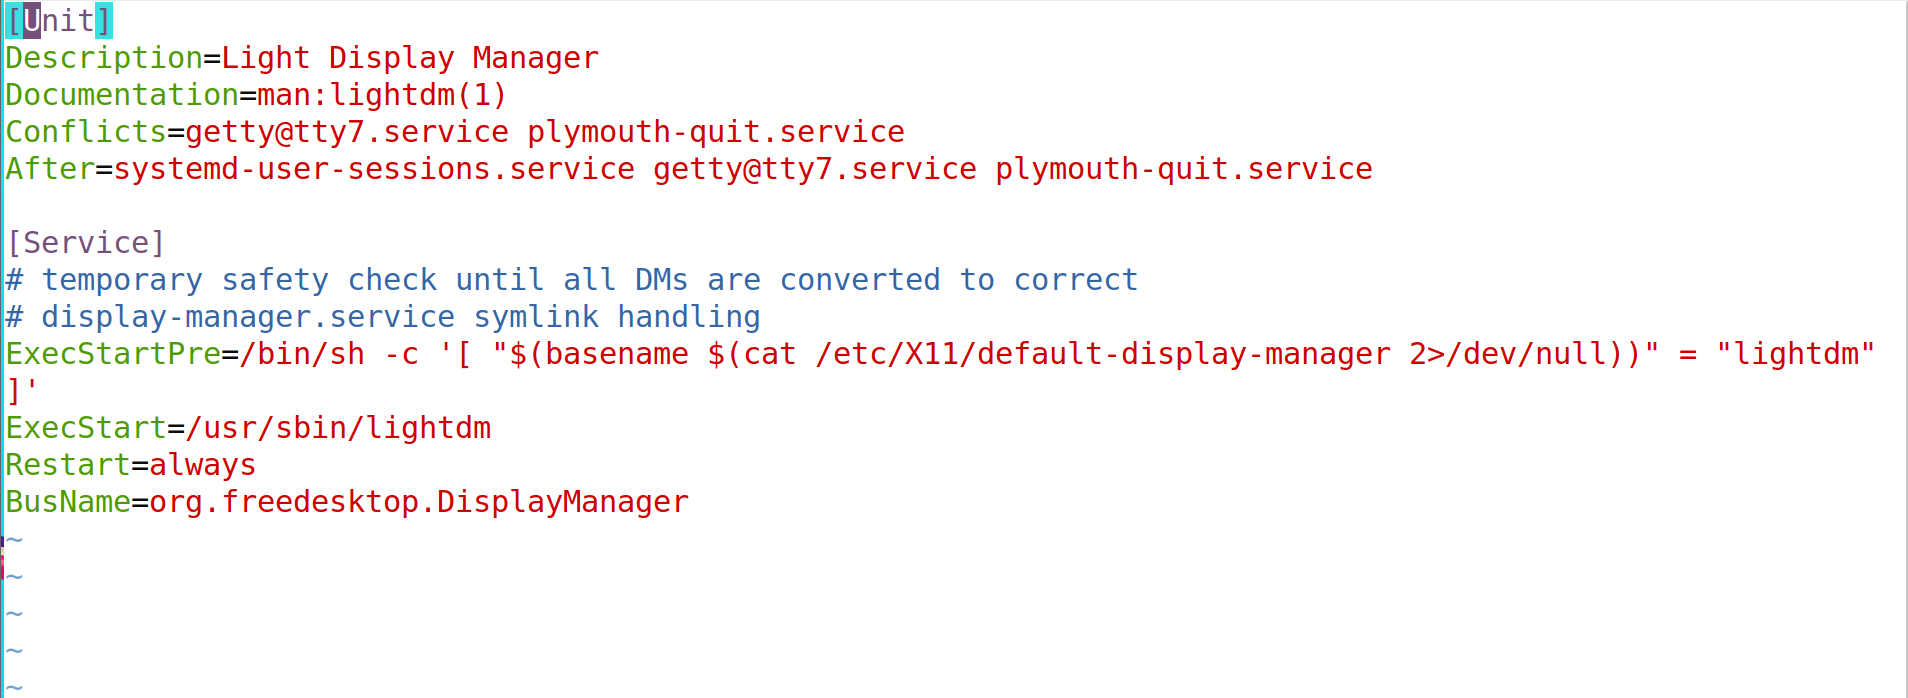 [Unit]
Description=Light Display Manager
Documentation=man:lightdm(1)
Conflicts=getty@tty7.service plymouth-quit.service
After=systemd-user-sessions.service getty@tty7.service plymouth-quit.service

[Service]
# temporary safety check until all DMs are converted to correct
# display-manager.service symlink handling
ExecStartPre=/bin/sh -c '[ "$(basename $(cat /etc/X11/default-display-manager 2>/dev/null))" = "lightdm"
]'
ExecStart=/usr/sbin/lightdm
Restart=always
BusName=org.freedesktop.DisplayManager
~
~
~
~
~